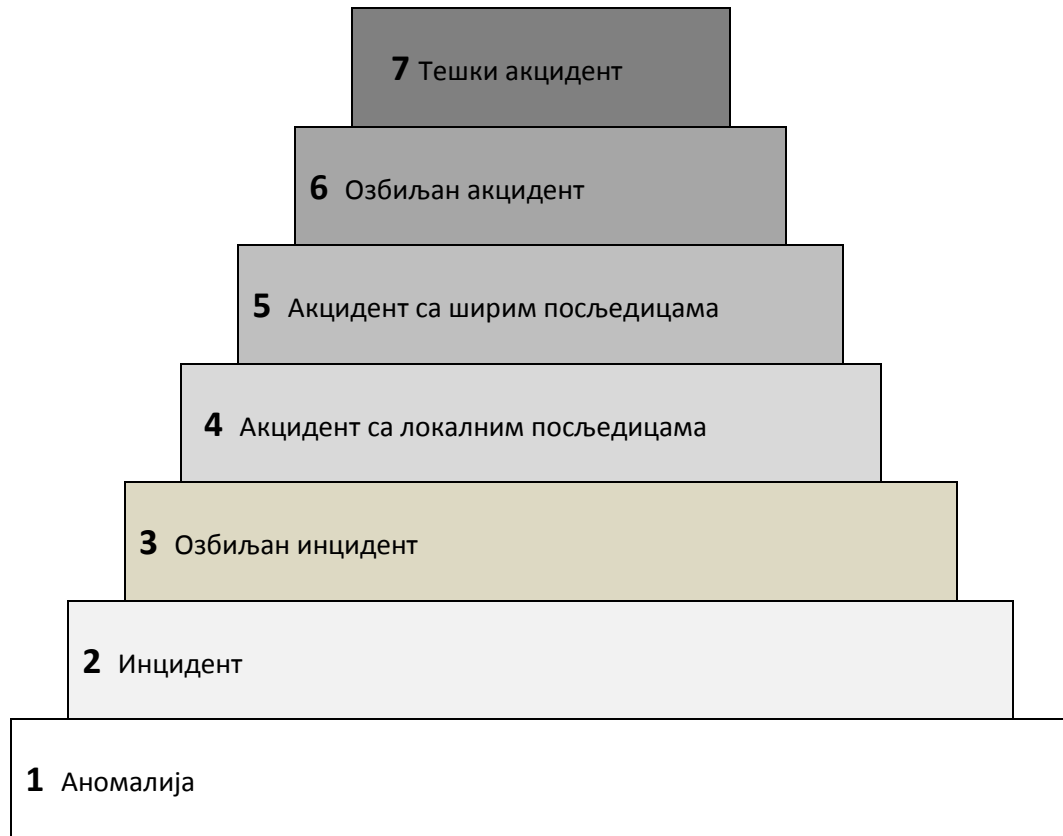 7 Тешки акцидент
6 Озбиљан акцидент
5 Акцидент са ширим посљедицама
4 Акцидент са локалним посљедицама
3 Озбиљан инцидент
2 Инцидент
1 Аномалија